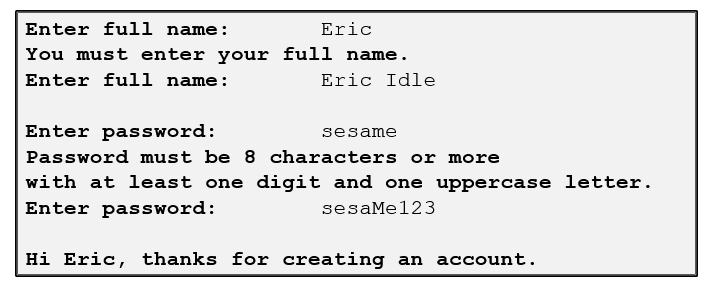 Enter full name: Eric
You must enter your full name.
Enter full name: Eric Idle
Enter password: sesame
Password must be 8 characters or more
with at least one digit and one uppercase letter.
Enter password: sesaMe123
Hi Eric, thanks for creating an account.